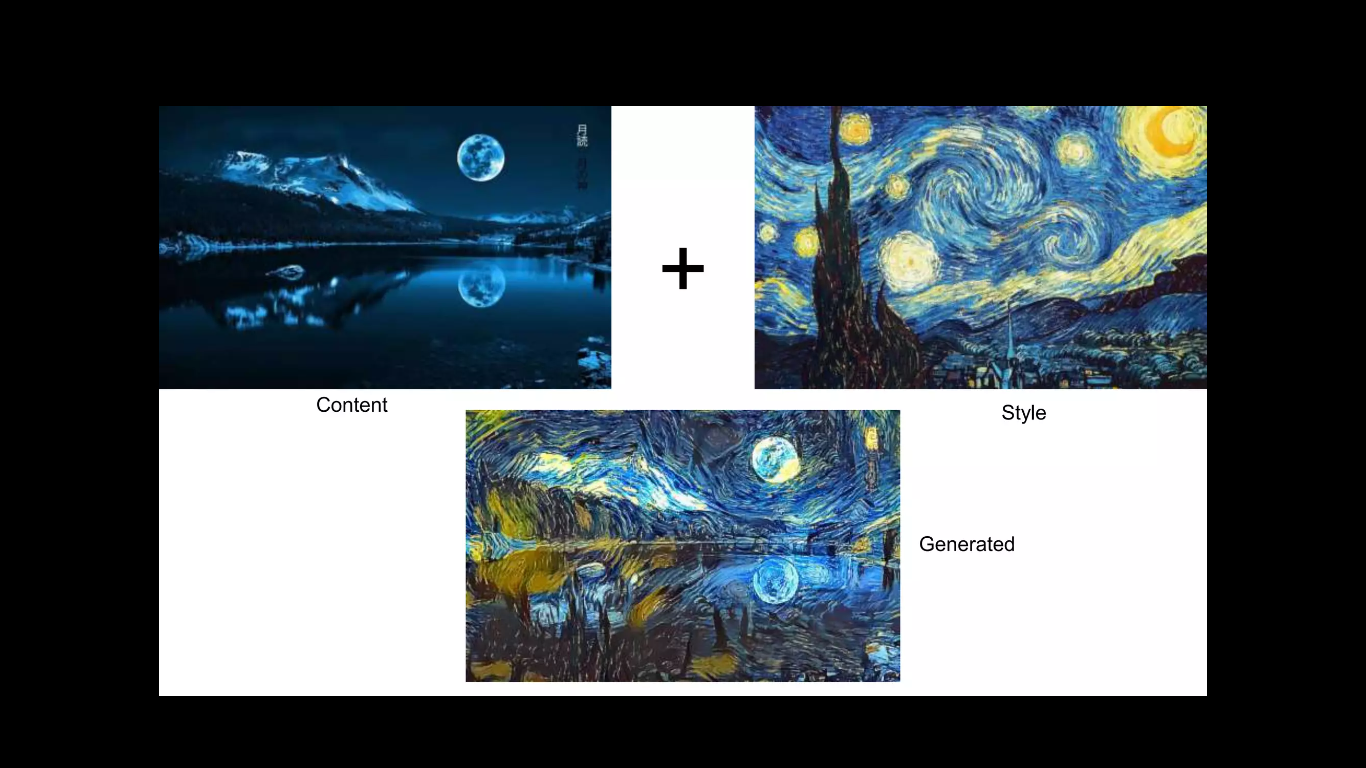 月読
+
Content
Style
Generated